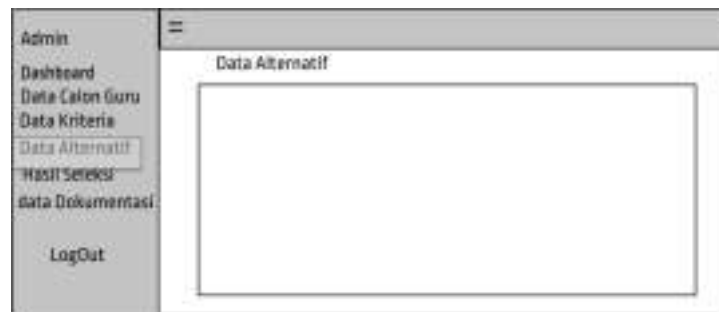 Admin
Dashboard
Data Calon Guru
Data Kriteria
Data Alternatif
Hasil Seleksi
data Dokumentasi
LogOut
Data Alternatif